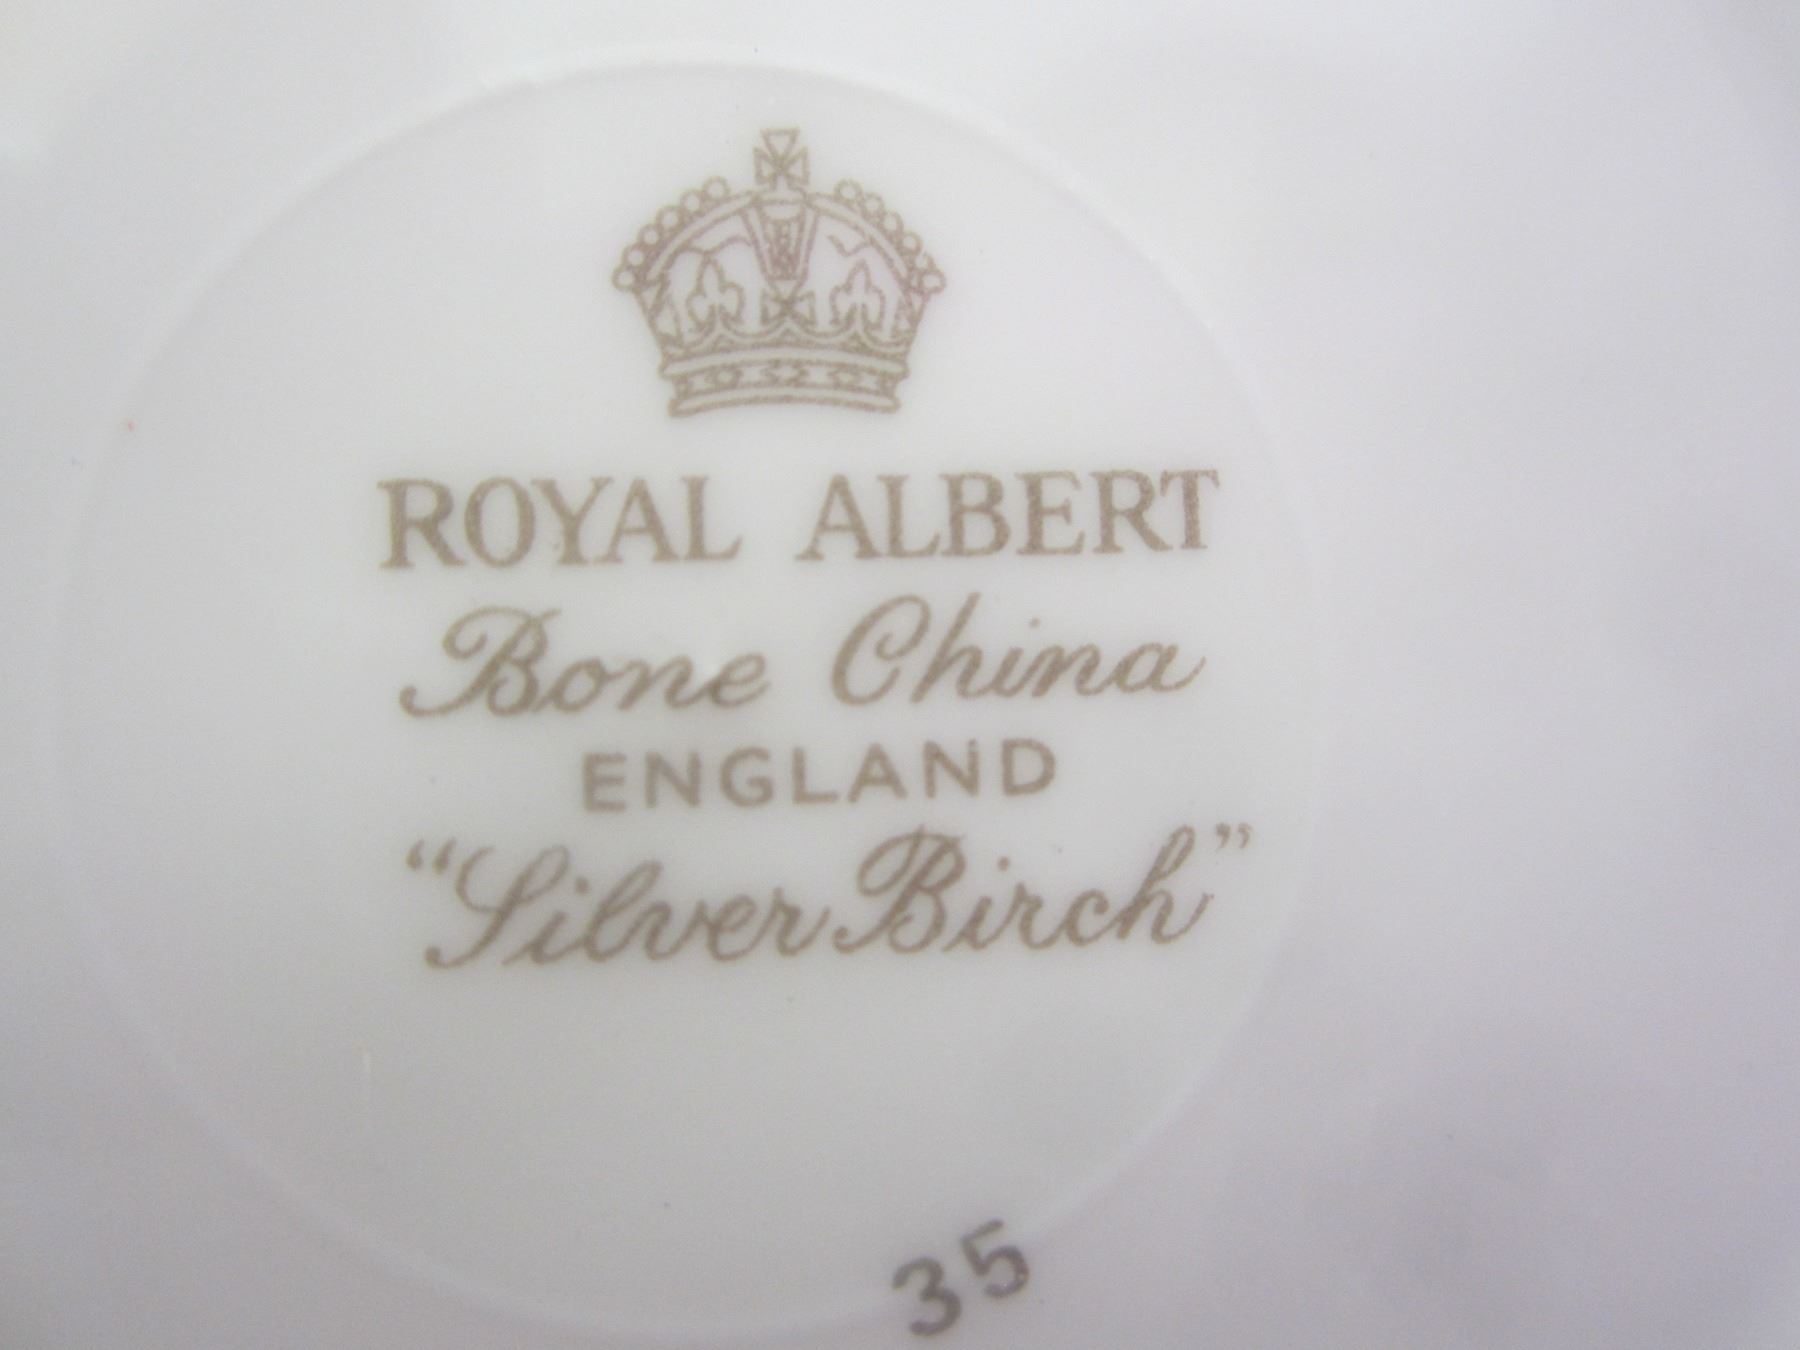 ROYAL ALBERT
Bone China
ENGLAND
“Silver Birch”
35